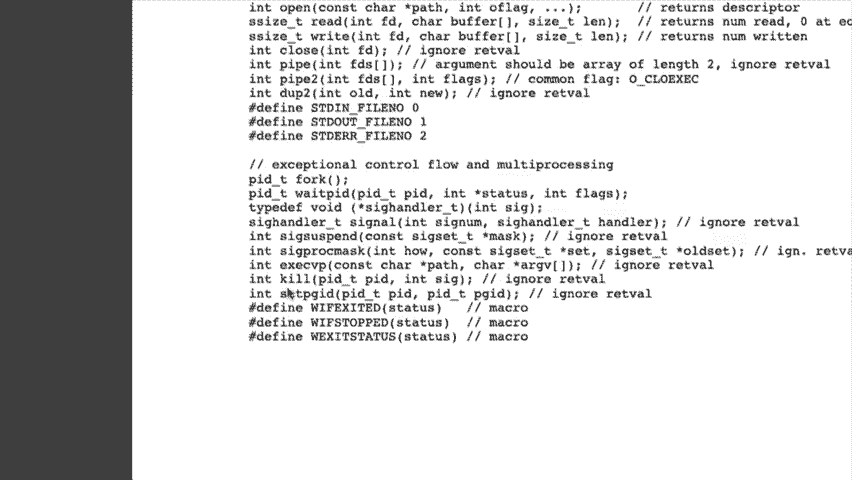 int open(const char *path, int oflag, ...); // returns descriptor
ssize_t read(int fd, char buffer[], size_t len); // returns num read, 0 at
ssize_t write(int fd, char buffer[], size_t len); // returns num written
int close(int fd); // ignore retval
int pipe(int fds[]); // argument should be array of length 2, ignore retval
int pipe2(int fds[], int flags); // common flag: O_CLOEXEC
int dup2(int old, int new); // ignore retval
#define STDIN_FILENO 0
#define STDOUT_FILENO 1
#define STDERR_FILENO 2
// exceptional control flow and multiprocessing
pid_t fork();
pid_t waitpid(pid_t pid, int *status, int flags);
typedef void (*sighandler_t)(int sig);
sighandler_t signal(int signum, sighandler_t handler); // ignore retval
int sigsuspend(const sigset_t *mask); // ignore retval
int sigprocmask(int how, const sigset_t *set, sigset_t *oldset); // ign. retva
int execvp(const char *path, char *argv[]); // ignore retval
int kill(pid_t pid, int sig); // ignore retval
int setpgid(pid_t pid, pid_t pgid); // ignore retval
#define WIFEXITED(status) // macro
#define WIFSTOPPED(status) // macro
#define WEXITSTATUS(status) // macro